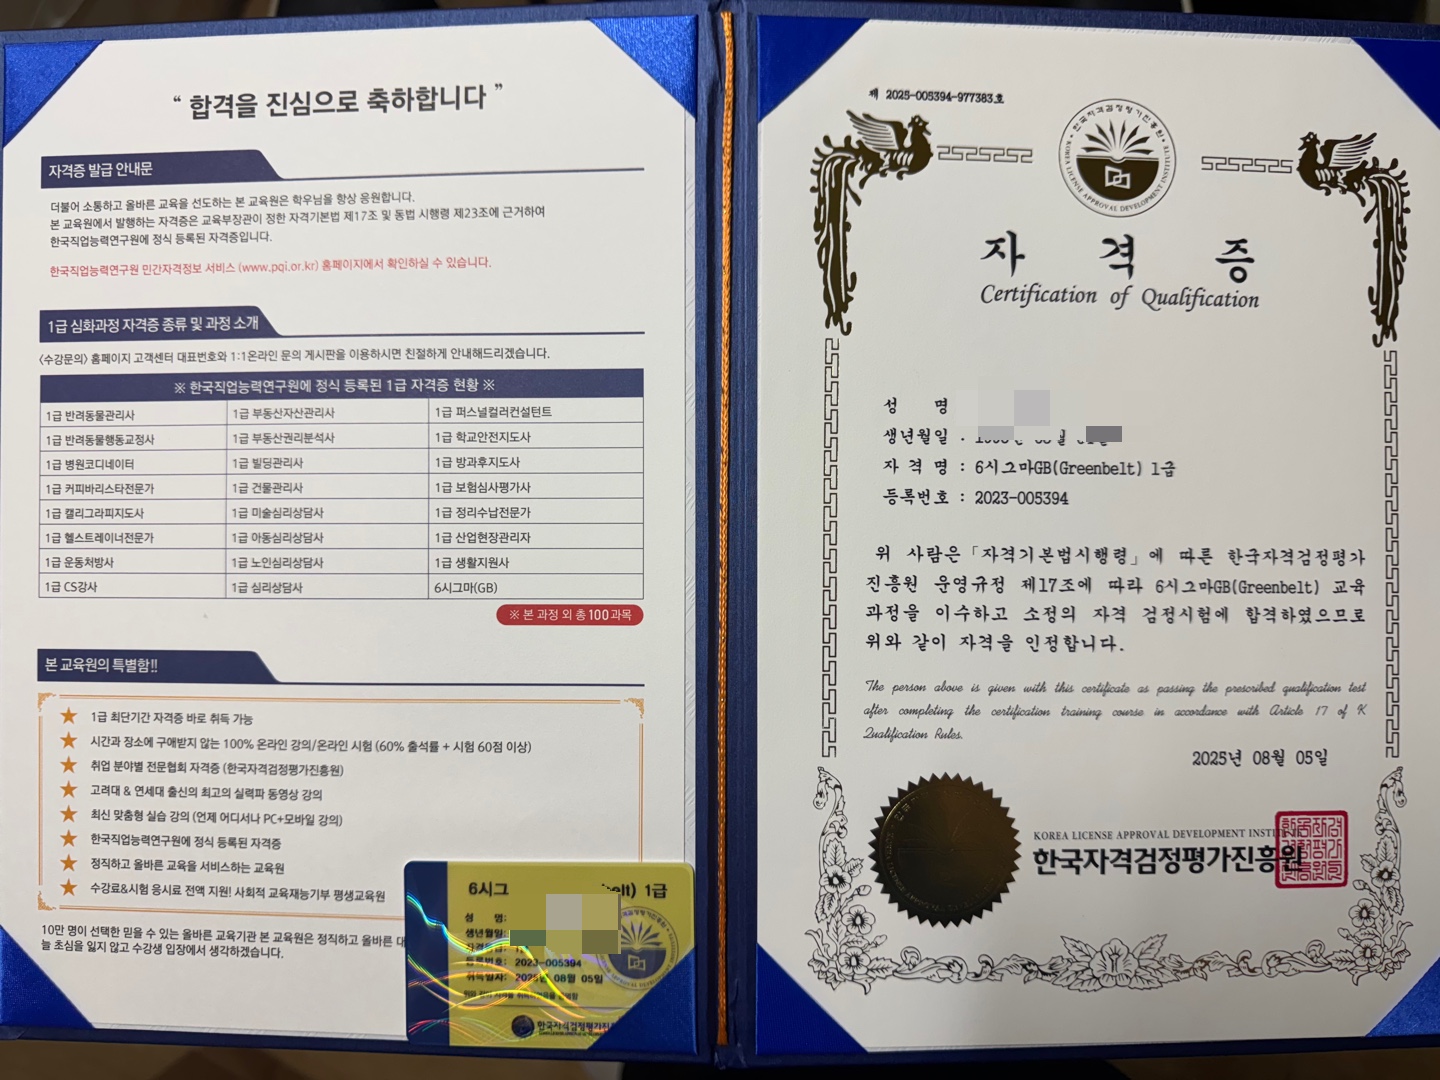 “ 합격을 진심으로 축하합니다 ”
자격증 발급 안내문
더불어 소통하고 올바른 교육을 선도하는 본 교육원은 학우님을 항상 응원합니다.
본 교육원에서 발행하는 자격증은 교육부장관이 정한 자격기본법 제17조 및 동법 시행령 제23조에 근거하여
한국직업능력연구원에 정식 등록된 자격증입니다.
한국직업능력연구원 민간자격정보 서비스 (www.pqi.or.kr) 홈페이지에서 확인하실 수 있습니다.
1급 심화과정 자격증 종류 및 과정 소개
<수강문의> 홈페이지 고객센터 대표번호와 1:1온라인 문의 게시판을 이용하시면 친절하게 안내해드리겠습니다.
※ 한국직업능력연구원에 정식 등록된 1급 자격증 현황 ※
1급 반려동물관리사 1급 부동산자산관리사 1급 퍼스널컬러컨설턴트
1급 반려동물행동교정사 1급 부동산권리분석사 1급 학교안전지도사
1급 병원코디네이터 1급 빌딩관리사 1급 방과후지도사
1급 커피바리스타전문가 1급 건물관리사 1급 보험심사평가사
1급 캘리그라피지도사 1급 미술심리상담사 1급 정리수납전문가
1급 헬스트레이너전문가 1급 아동심리상담사 1급 산업현장관리자
1급 운동처방사 1급 노인심리상담사 1급 생활지원사
1급 CS강사 1급 심리상담사 6시그마(GB)
※ 본 과정 외 총 100과목
본 교육원의 특별함!!
1급 최단기간 자격증 바로 취득 가능
시간과 장소에 구애받지 않는 100% 온라인 강의/온라인 시험 (60% 출석률 + 시험 60점 이상)
취업 분야별 전문협회 자격증 (한국자격검정평가진흥원)
고려대 & 연세대 출신의 최고의 실력파 동영상 강의
최신 맞춤형 실습 강의 (언제 어디서나 PC+모바일 강의)
한국직업능력연구원에 정식 등록된 자격증
정직하고 올바른 교육을 서비스하는 교육원
수강료&시험 응시료 전액 지원! 사회적 교육재능기부 평생교육원
10만 명이 선택한 믿을 수 있는 올바른 교육기관 본 교육원은 정직하고 올바른
늘 초심을 잃지 않고 수강생 입장에서 생각하겠습니다.
6시그 belt) 1급
성 명:
생년월일:
등록번호: 2023-005394
취득일자: 2025년 08월 05일
한국자격검정평가진
제 2025-005394-977383호
한국자격검정평가진흥원
KOREA LICENSE APPROVAL DEVELOPMENT INSTITUTE
자 격 증
Certification of Qualification
성 명
생년월일 :
자 격 명 : 6시그마GB(Greenbelt) 1급
등록번호 : 2023-005394
위 사람은 「자격기본법시행령」에 따른 한국자격검정평가
진흥원 운영규정 제17조에 따라 6시그마GB(Greenbelt) 교육
과정을 이수하고 소정의 자격 검정시험에 합격하였으므로
위와 같이 자격을 인정합니다.
The person above is given with this certificate as passing the prescribed qualification test
after completing the certification training course in accordance with Article 17 of K
Qualification Rules.
2025년 08월 05일
KOREA LICENSE APPROVAL DEVELOPMENT INSTITUTE
한국자격검정평가진흥원